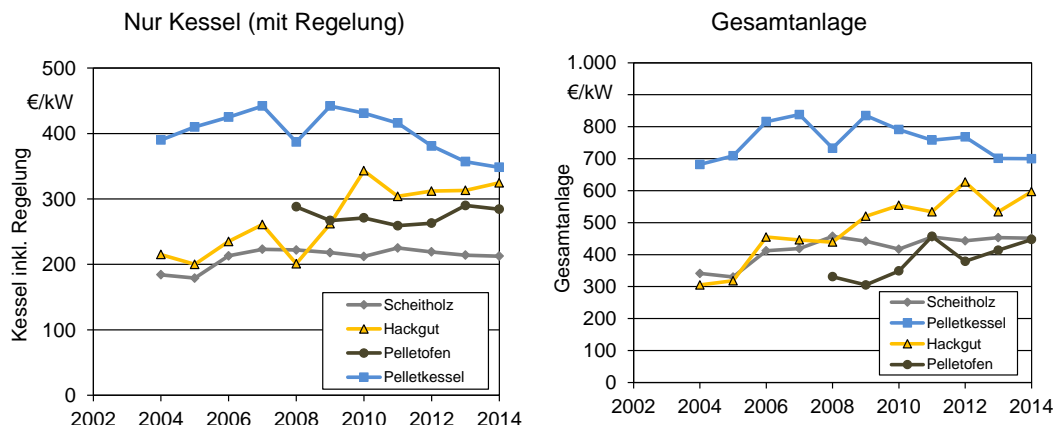 Nur Kessel (mit Regelung)
500
€/kW
400
300
200
100
0
Kessel inkl. Regelung
Scheitholz
Hackgut
Pelletofen
Pelletkessel
2002 2004 2006 2008 2010 2012 2014
Gesamtanlage
1.000
€/kW
800
700
600
500
400
300
200
100
0
Gesamtanlage
Scheitholz
Pelletkessel
Hackgut
Pelletofen
2002 2004 2006 2008 2010 2012 2014